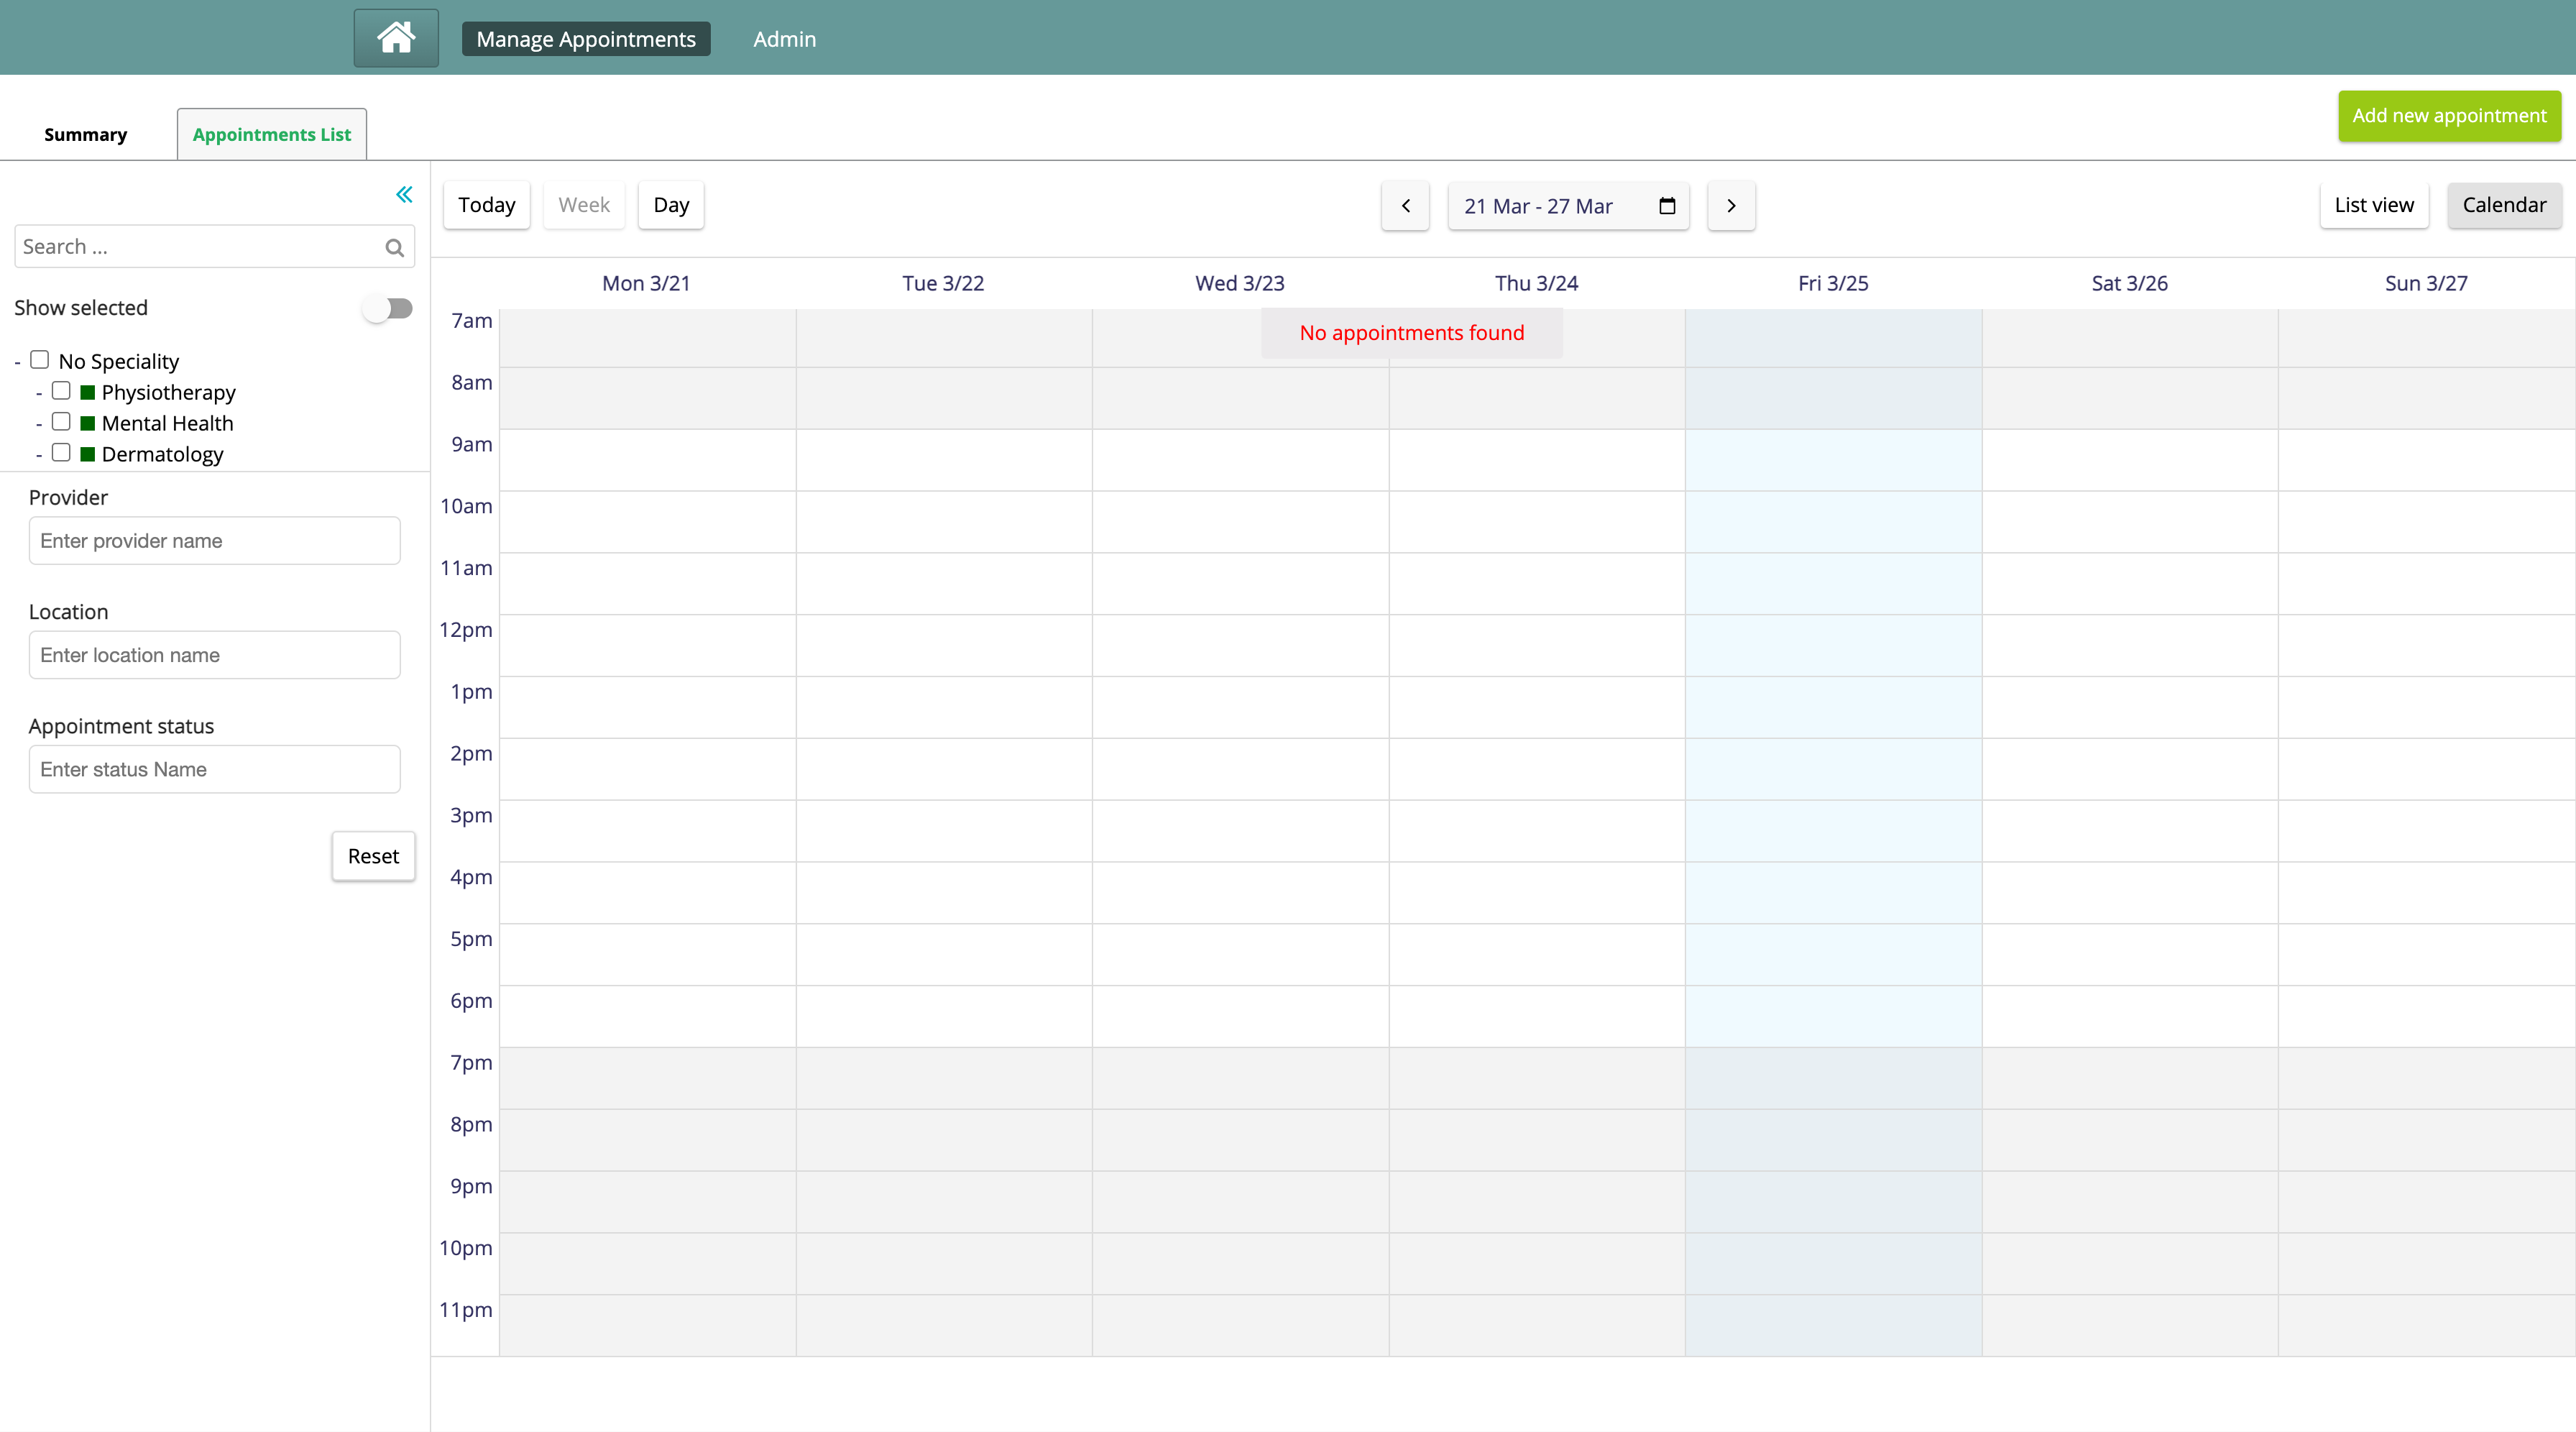 Manage Appointments Admin
Summary Appointments List Add new appointment
Today Week Day 21 Mar - 27 Mar List view Calendar
Search ...
Show selected
- No Speciality
- Physiotherapy
- Mental Health
- Dermatology
Provider
Enter provider name
Location
Enter location name
Appointment status
Enter status Name
Reset
Mon 3/21 Tue 3/22 Wed 3/23 Thu 3/24 Fri 3/25 Sat 3/26 Sun 3/27
No appointments found
7am
8am
9am
10am
11am
12pm
1pm
2pm
3pm
4pm
5pm
6pm
7pm
8pm
9pm
10pm
11pm